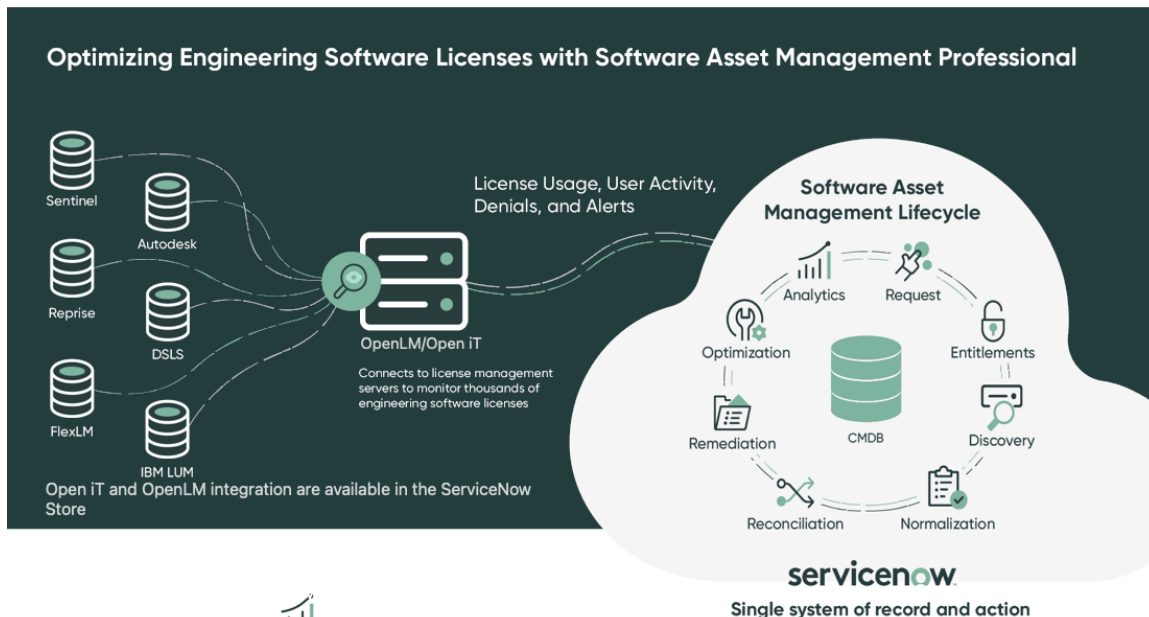 Optimizing Engineering Software Licenses with Software Asset Management Professional
Sentinel
Autodesk
Reprise
DSLS
FlexLM
IBM LUM
OpenLM/Open iT
Connects to license management
servers to monitor thousands of
engineering software licenses
Open iT and OpenLM integration are available in the ServiceNow
Store
License Usage, User Activity,
Denials, and Alerts
Software Asset
Management Lifecycle
Analytics
Request
Optimization
Entitlements
Remediation
CMDB
Discovery
Reconciliation
Normalization
servicenow
Single system of record and action